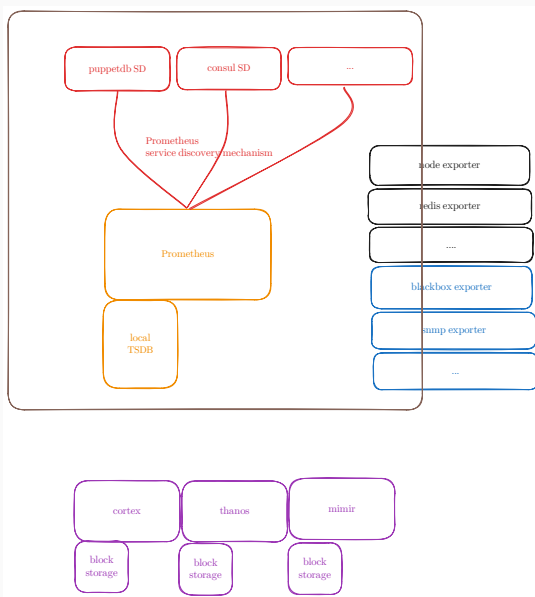 puppetdb SD
consul SD
...
Prometheus
service discovery mechanism
node exporter
redis exporter
....
Prometheus
blackbox exporter
snmp exporter
local
TSDB
...
cortex
thanos
mimir
block
storage
block
storage
block
storage